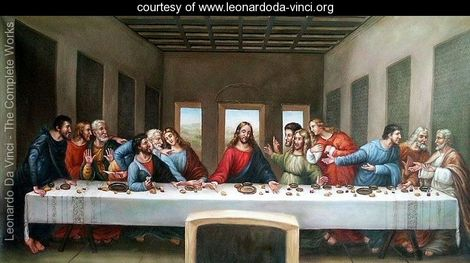 courtesy of www.leonardoda-vinci.org
Leonardo Da Vinci - The Complete Works